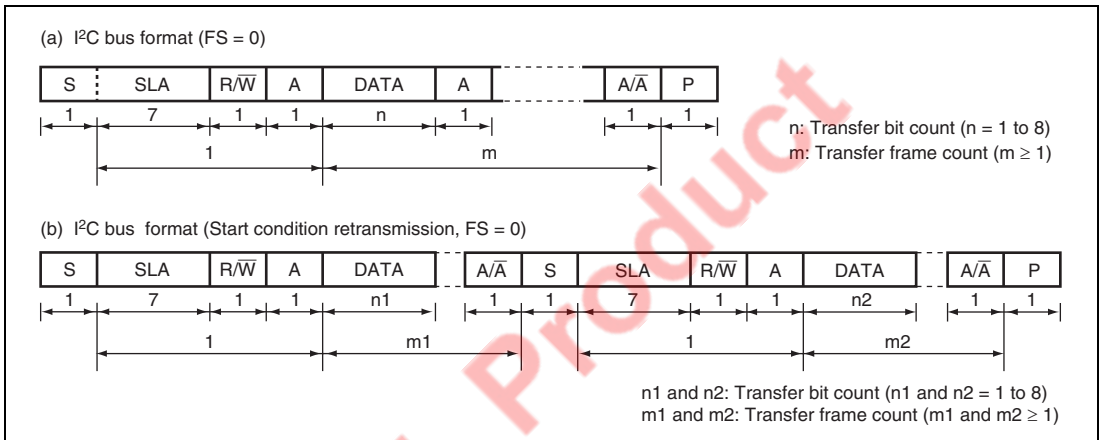 (a) I²C bus format (FS = 0)
S SLA R/W̅ A DATA A A/A̅ P
1 7 1 1 n 1 1 1
n: Transfer bit count (n = 1 to 8)
1 m
m: Transfer frame count (m ≥ 1)
(b) I²C bus format (Start condition retransmission, FS = 0)
S SLA R/W̅ A DATA A/A̅ S SLA R/W̅ A DATA A/A̅ P
1 7 1 1 n1 1 1 7 1 1 n2 1 1
1 m1 1 m2
n1 and n2: Transfer bit count (n1 and n2 = 1 to 8)
m1 and m2: Transfer frame count (m1 and m2 ≥ 1)
Product